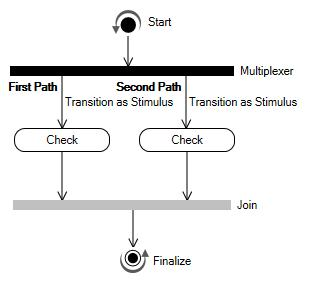 Start
Multiplexer
First Path
Second Path
Transition as Stimulus
Transition as Stimulus
Check
Check
Join
Finalize